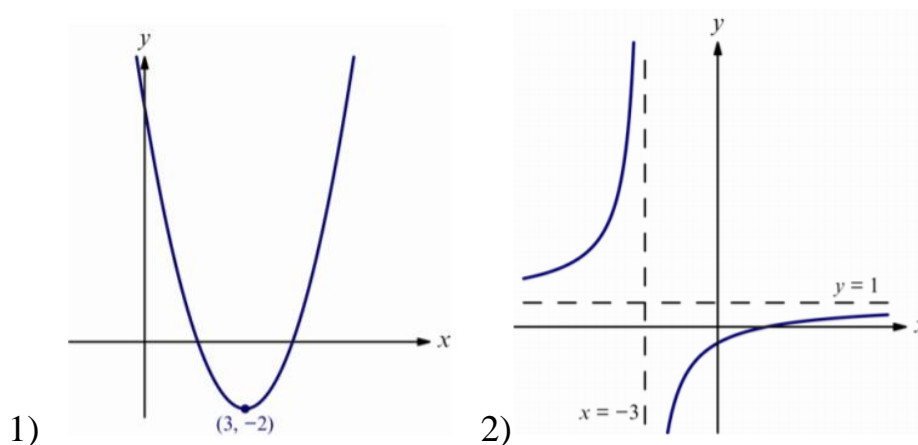 1)
y
x
(3, −2)
2)
y
y = 1
x
x = −3